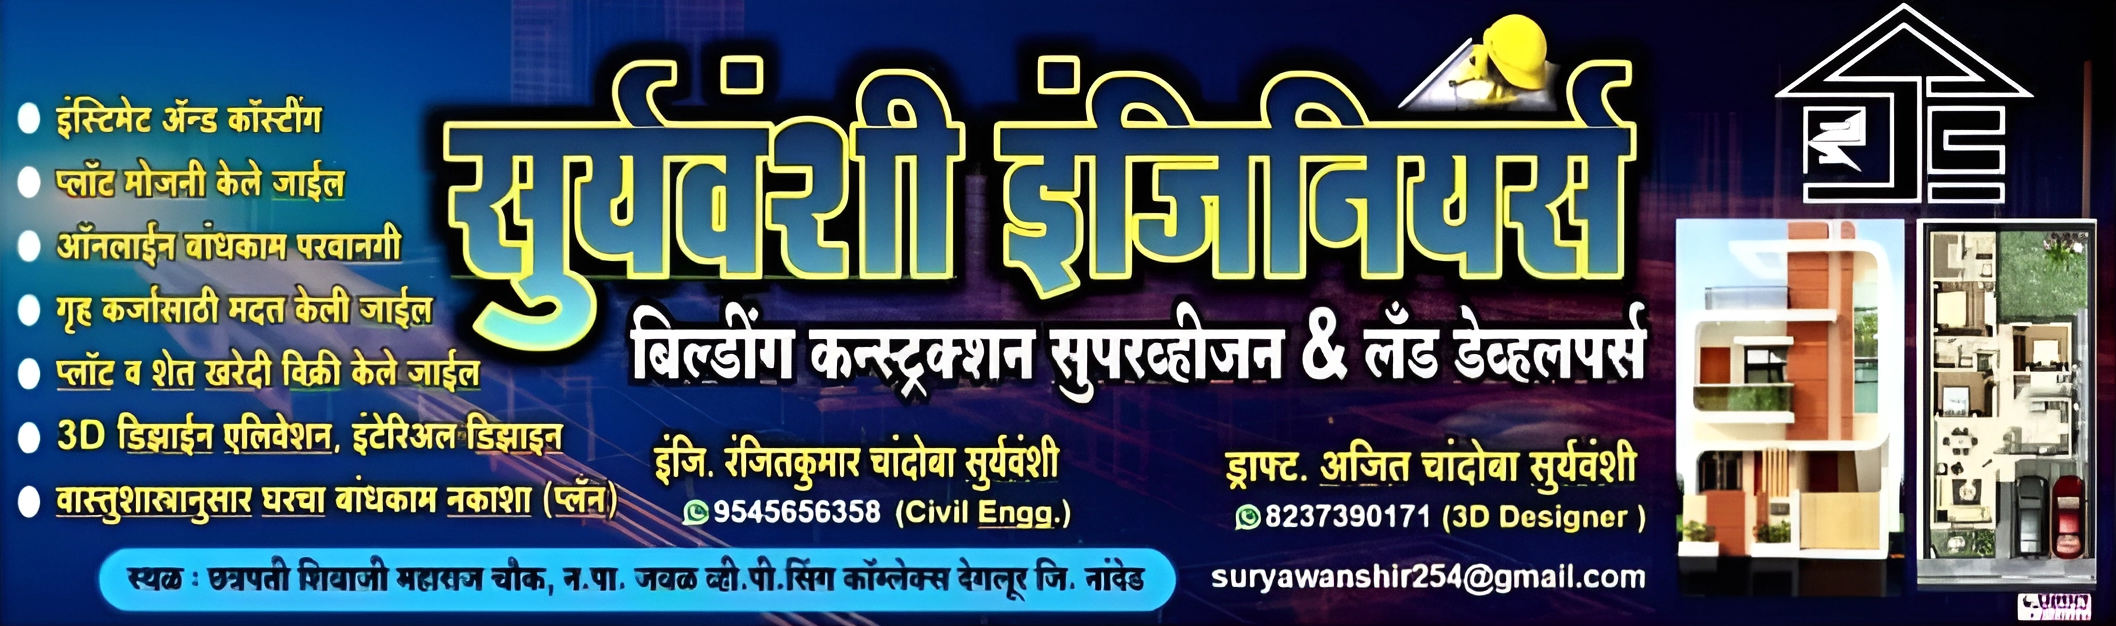 सुर्यवंशी इंजिनियर्स
बिल्डींग कन्स्ट्रक्शन सुपरव्हीजन & लँड डेव्हलपर्स
इंस्टिमेट ॲन्ड कॉस्टींग
प्लॉट मोजनी केले जाईल
ऑनलाईन बांधकाम परवानगी
गृह कर्जासाठी मदत केली जाईल
प्लॉट व शेत खरेदी विक्री केले जाईल
3D डिझाईन एलिवेशन, इंटेरिअल डिझाइन
वास्तुशास्त्रानुसार घरचा बांधकाम नकाशा (प्लॅन)
इंजि. रंजितकुमार चांदोबा सुर्यवंशी
9545656358 (Civil Engg.)
ड्राफ्ट. अजित चांदोबा सुर्यवंशी
8237390171 (3D Designer )
स्थळ : छत्रपती शिवाजी महाराज चौक, न.पा. जवळ व्ही.पी.सिंग कॉम्लेक्स देगलूर जि. नांदेड
suryawanshir254@gmail.com